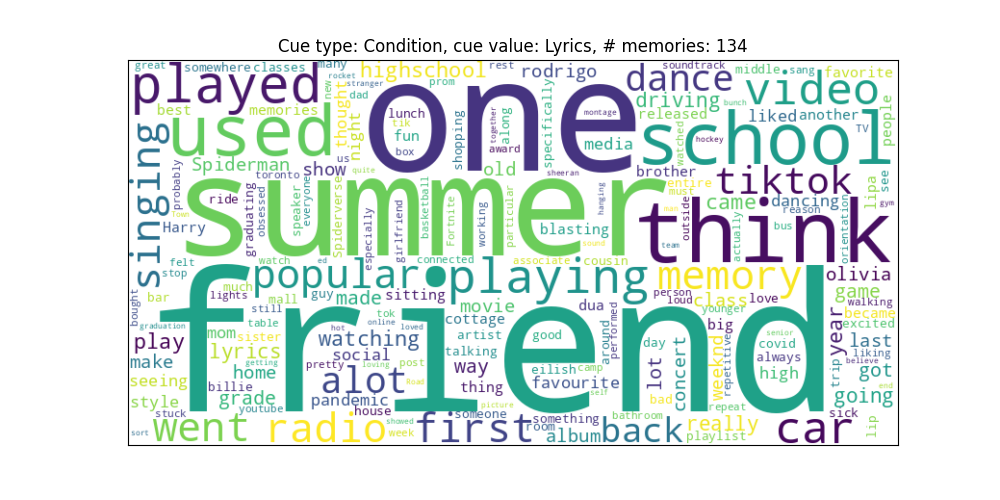 Cue type: Condition, cue value: Lyrics, # memories: 134
great somewhere classes many rest soundtrack middle sang favorite
played highschool rodrigo dance video
rocket stranger new dad prom bunch
best memories lunch along driving released liked another people
used thought night tik fun box one together montage award shopping specifically media school watched hockey TV
singing Spiderman toronto show us quite old sheeran brother entire tiktok lipa see
probably ride graduating obsessed speaker everyone Spiderverse especially girlfriend basketball Fortnite working particular hanging must came dancing reason gym
Harry Town summer blasting sound man outside think bus orientation
felt stop watch ed connected associate cousin team actually
popular playing memory olivia
bought much mall guy made sitting movie dua person loud class love game walking
bar lights still cottage artist around performed younger became excited
graduation table hot online loved tok good big day covid senior year
play mom sister lyrics watching talking repetitive weeknd always last liking
make getting pretty social post way eilish camp lot concert high trip believe got
seeing home billie loving alot Road thing favourite self bad going end
style grade pandemic friend picture
stuck youtube house showed someone something bathroom repeat sick
sort went radio week first room album back really playlist car lip